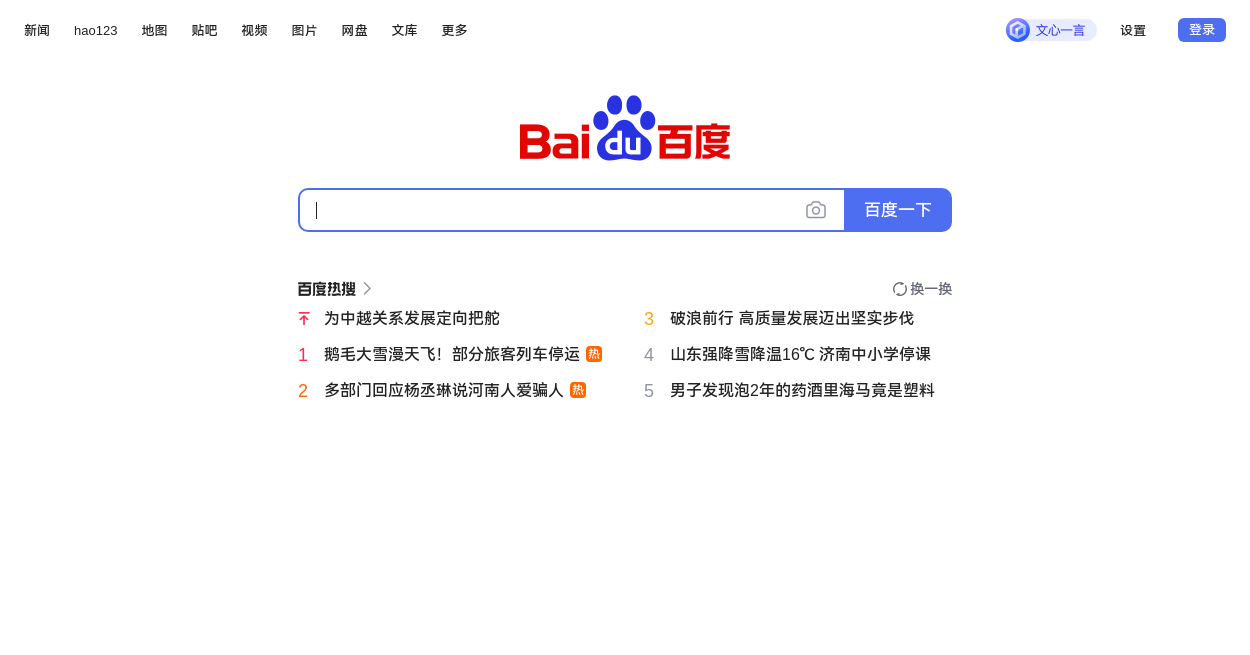 新闻 hao123 地图 贴吧 视频 图片 网盘 文库 更多 文心一言 设置 登录
Baidu百度
百度一下
百度热搜 换一换
为中越关系发展定向把舵 3 破浪前行 高质量发展迈出坚实步伐
1 鹅毛大雪漫天飞！部分旅客列车停运 热 4 山东强降雪降温16℃ 济南中小学停课
2 多部门回应杨丞琳说河南人爱骗人 热 5 男子发现泡2年的药酒里海马竟是塑料